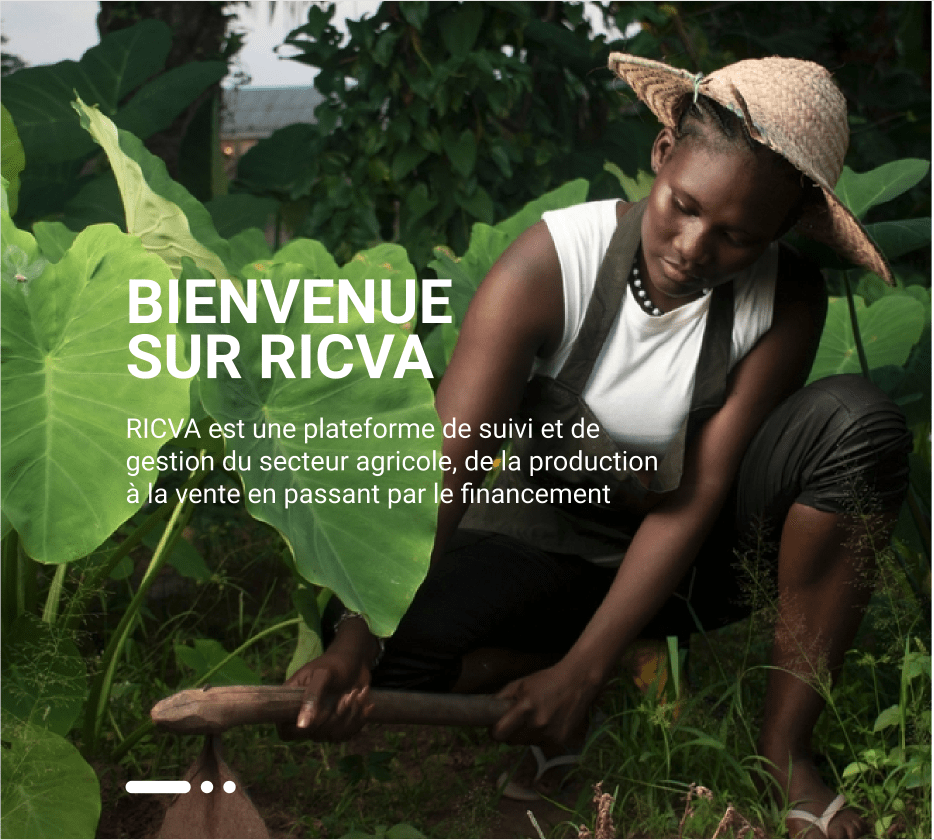 BIENVENUE
SUR RICVA
RICVA est une plateforme de suivi et de
gestion du secteur agricole, de la production
à la vente en passant par le financement